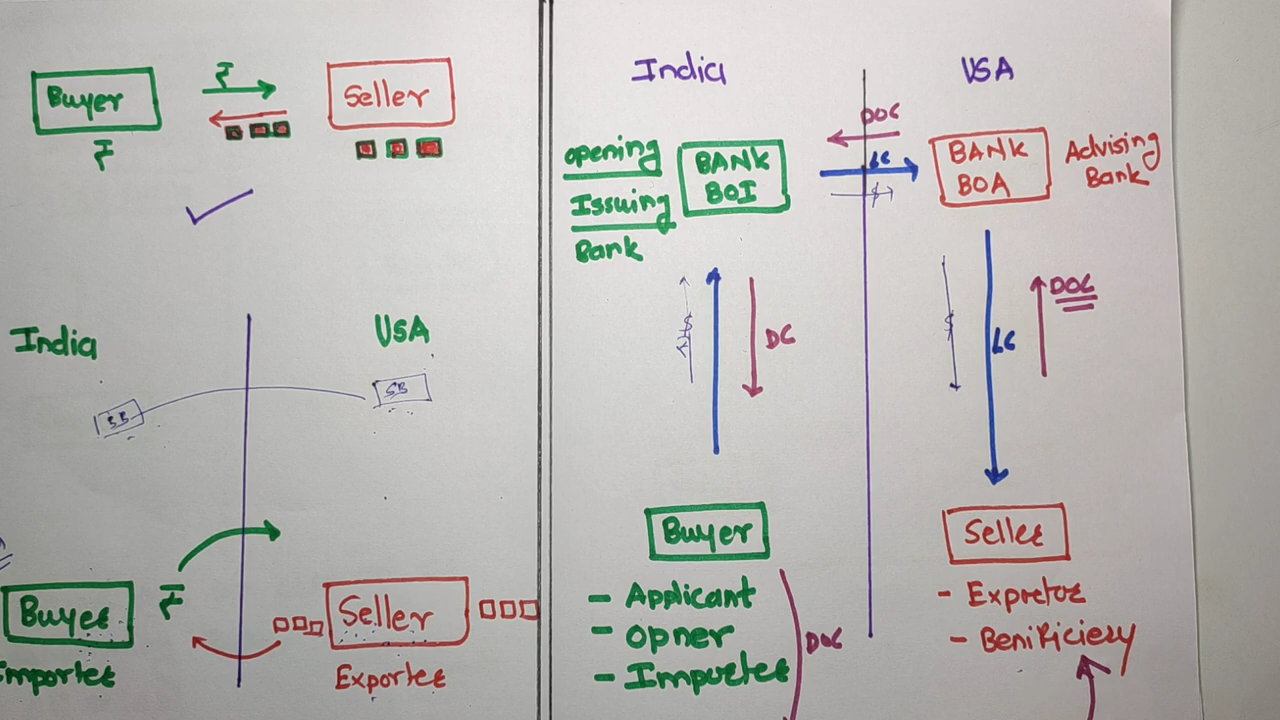 Buyer
₹
Seller
₹
India
USA
SB
SB
Buyer
₹
Seller
Importer
Exporter
India
USA
DOC
opening
Issuing
Bank
BANK
BOI
LC
$
BANK
BOA
Advising
Bank
DC
$
LC
DOC
Buyer
- Applicant
- opner
- Importer
DOC
Seller
- Expretor
- Benificiery